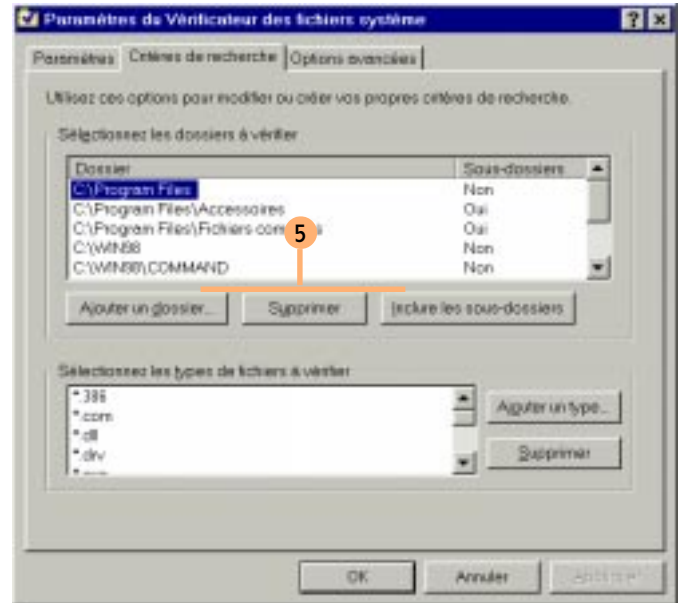 Paramètres du Vérificateur des fichiers système
Paramètres Critères de recherche Options avancées
Utilisez ces options pour modifier ou créer vos propres critères de recherche.
Sélectionnez les dossiers à vérifier
Dossier Sous-dossiers
C:\Program Files Non
C:\Program Files\Accessoires Oui
C:\Program Files\Fichiers Oui
C:\WIN98 Non
C:\WIN98\COMMAND Non
5
Ajouter un dossier... Supprimer Inclure les sous-dossiers
Sélectionnez les types de fichiers à vérifier
*.386
*.com
*.dll
*.drv
Ajouter un type...
Supprimer
OK Annuler Appliquer